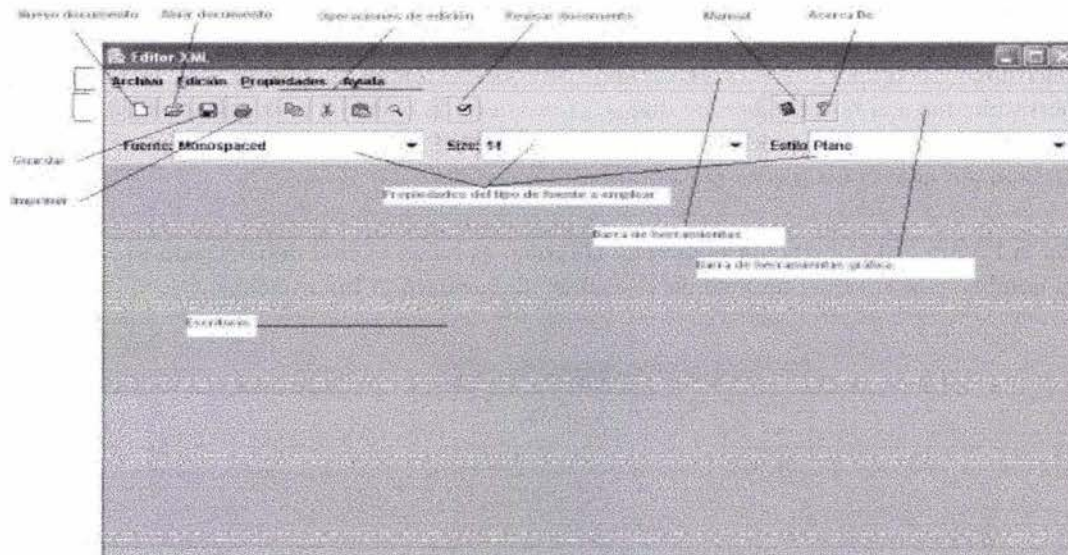 Nuevo documento Abrir documento Operaciones de edición Revisar documento Manual Acerca De
Editor XML
Archivo Edición Propiedades Ayuda
Guardar
Fuente: Monospaced Size: 14 Estilo Plano
Imprimir
Propiedades del tipo de fuente a emplear
Barra de herramientas
Barra de herramientas gráfica
Escritorio